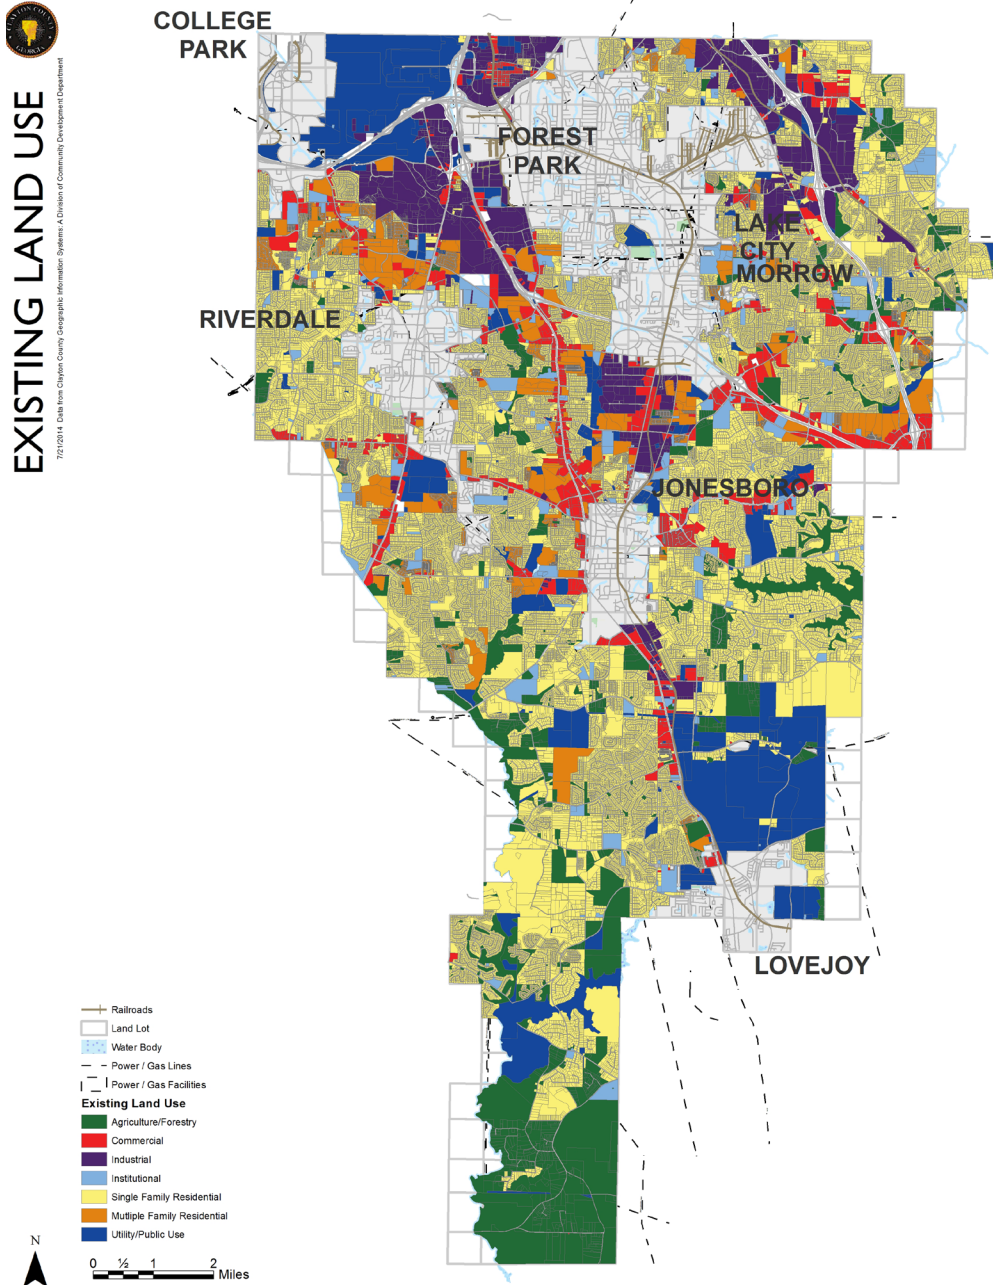 CLAYTON COUNTY
GEORGIA
EXISTING LAND USE
7/21/2014 Data from Clayton County Geographic Information Systems: A Division of Community Development Department
COLLEGE
PARK
FOREST
PARK
LAKE
CITY
MORROW
RIVERDALE
JONESBORO
LOVEJOY
Railroads
Land Lot
Water Body
Power / Gas Lines
Power / Gas Facilities
Existing Land Use
Agriculture/Forestry
Commercial
Industrial
Institutional
Single Family Residential
Mutliple Family Residential
Utility/Public Use
N
0 ½ 1 2
Miles